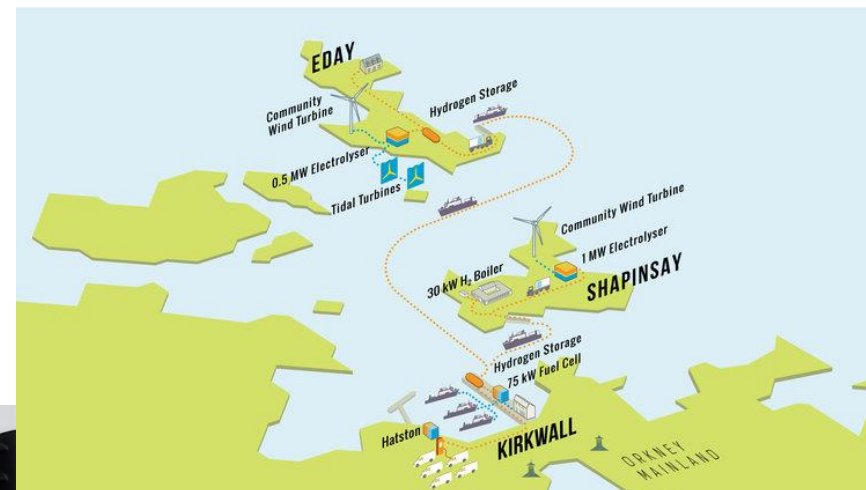 EDAY
Community
Wind Turbine
Hydrogen Storage
0.5 MW Electrolyser
Tidal Turbines
Community Wind Turbine
1 MW Electrolyser
30 kW H₂ Boiler
SHAPINSAY
Hydrogen Storage
75 kW Fuel Cell
Hatston
KIRKWALL
ORKNEY
MAINLAND